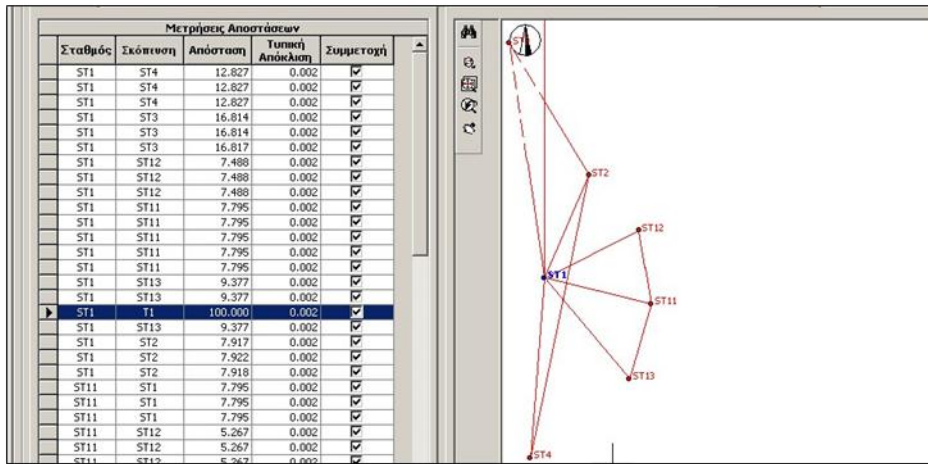 Μετρήσεις Αποστάσεων
Σταθμός Σκόπευση Απόσταση Τυπική Απόκλιση Συμμετοχή
ST1 ST4 12.827 0.002
ST1 ST4 12.827 0.002
ST1 ST4 12.827 0.002
ST1 ST3 16.814 0.002
ST1 ST3 16.814 0.002
ST1 ST3 16.817 0.002
ST1 ST12 7.488 0.002
ST1 ST12 7.488 0.002
ST1 ST12 7.488 0.002
ST1 ST11 7.795 0.002
ST1 ST11 7.795 0.002
ST1 ST11 7.795 0.002
ST1 ST11 7.795 0.002
ST1 ST11 7.795 0.002
ST1 ST13 9.377 0.002
ST1 ST13 9.377 0.002
ST1 T1 100.000 0.002
ST1 ST13 9.377 0.002
ST1 ST2 7.917 0.002
ST1 ST2 7.922 0.002
ST1 ST2 7.918 0.002
ST11 ST1 7.795 0.002
ST11 ST1 7.795 0.002
ST11 ST1 7.795 0.002
ST11 ST12 5.267 0.002
ST11 ST12 5.267 0.002
ST11 ST12 5.267 0.002
ST2
ST12
ST1
ST11
ST13
ST4